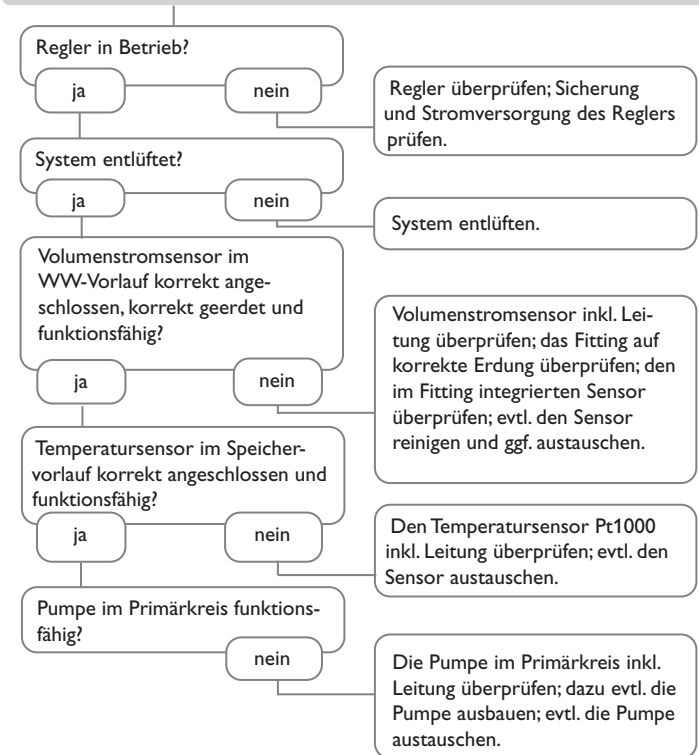 Regler in Betrieb?
ja
nein
Regler überprüfen; Sicherung
und Stromversorgung des Reglers
prüfen.
System entlüftet?
ja
nein
System entlüften.
Volumenstromsensor im
WW-Vorlauf korrekt ange-
schlossen, korrekt geerdet und
funktionsfähig?
ja
nein
Volumenstromsensor inkl. Lei-
tung überprüfen; das Fitting auf
korrekte Erdung überprüfen; den
im Fitting integrierten Sensor
überprüfen; evtl. den Sensor
reinigen und ggf. austauschen.
Temperatursensor im Speicher-
vorlauf korrekt angeschlossen und
funktionsfähig?
ja
nein
Den Temperatursensor Pt1000
inkl. Leitung überprüfen; evtl. den
Sensor austauschen.
Pumpe im Primärkreis funktions-
fähig?
nein
Die Pumpe im Primärkreis inkl.
Leitung überprüfen; dazu evtl. die
Pumpe ausbauen; evtl. die Pumpe
austauschen.